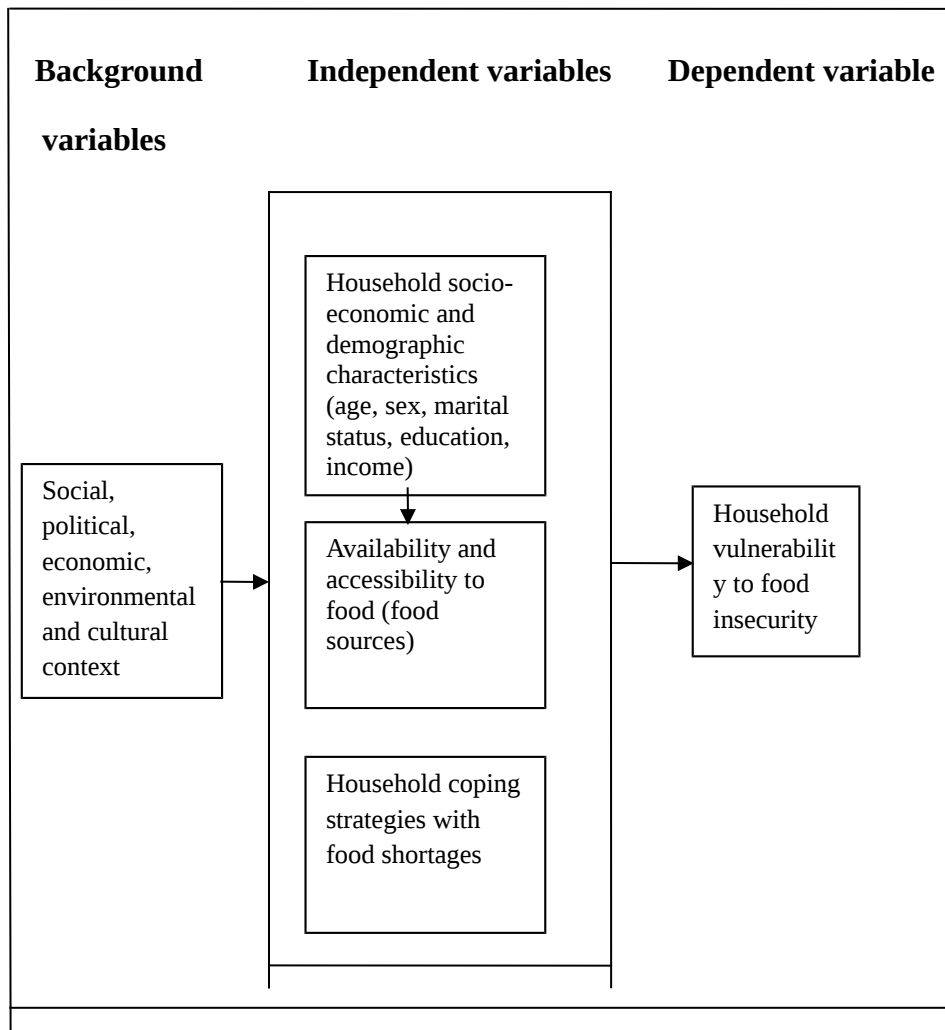 Background
variables
Independent variables
Dependent variable
Household socio-
economic and
demographic
characteristics
(age, sex, marital
status, education,
income)
Social,
political,
economic,
environmental
and cultural
context
Availability and
accessibility to
food (food
sources)
Household
vulnerabilit
y to food
insecurity
Household coping
strategies with
food shortages